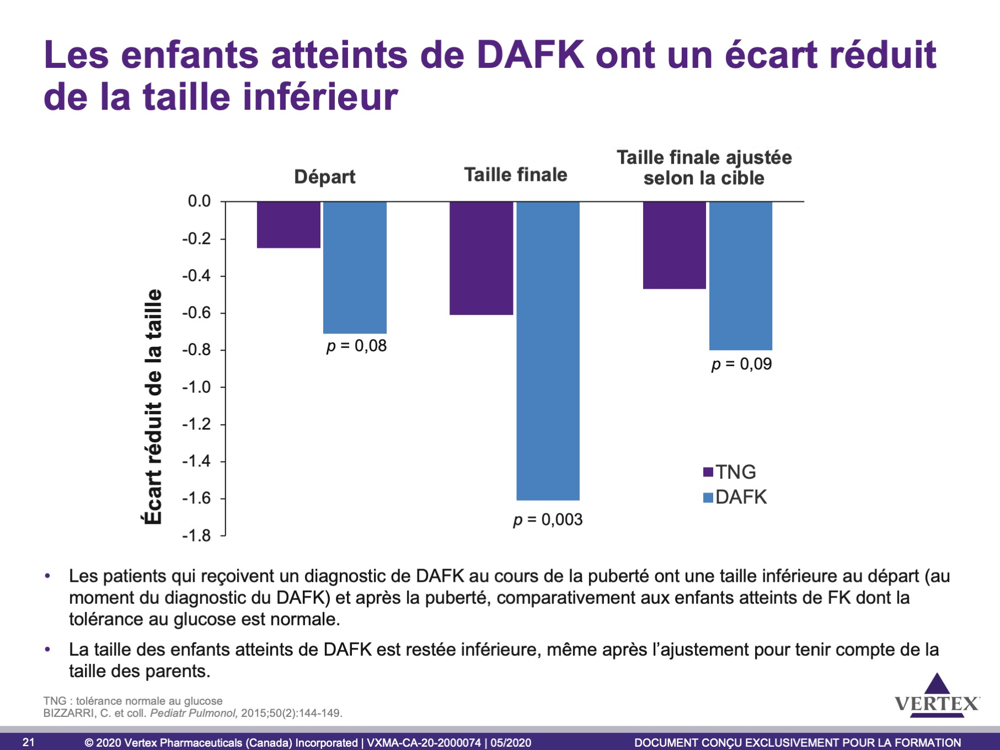 Les enfants atteints de DAFK ont un écart réduit
de la taille inférieur
Départ
Taille finale
Taille finale ajustée
selon la cible
Écart réduit de la taille
0.0
-0.2
-0.4
-0.6
-0.8
-1.0
-1.2
-1.4
-1.6
-1.8
p = 0,08
p = 0,003
p = 0,09
TNG
DAFK
• Les patients qui reçoivent un diagnostic de DAFK au cours de la puberté ont une taille inférieure au départ (au
moment du diagnostic du DAFK) et après la puberté, comparativement aux enfants atteints de FK dont la
tolérance au glucose est normale.
• La taille des enfants atteints de DAFK est restée inférieure, même après l’ajustement pour tenir compte de la
taille des parents.
TNG : tolérance normale au glucose
BIZZARRI, C. et coll. Pediatr Pulmonol, 2015;50(2):144-149.
VERTEX
21
© 2020 Vertex Pharmaceuticals (Canada) Incorporated | VXMA-CA-20-2000074 | 05/2020
DOCUMENT CONÇU EXCLUSIVEMENT POUR LA FORMATION